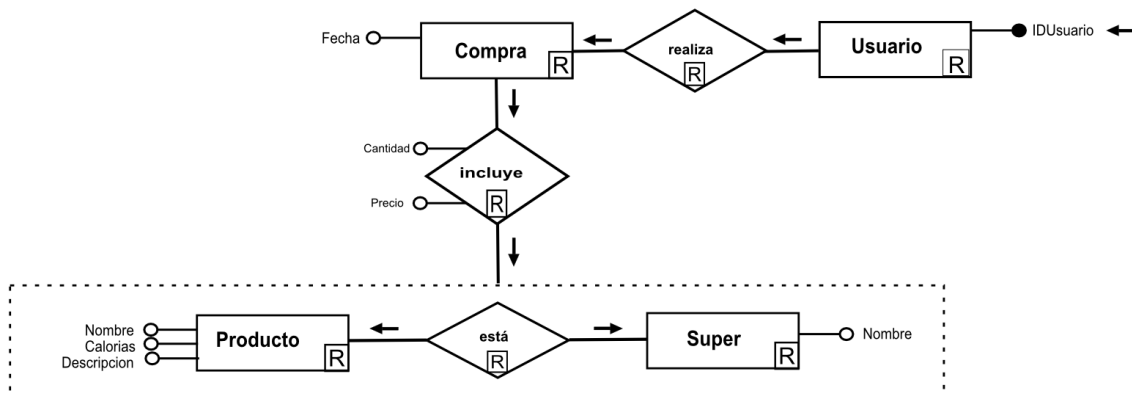 Fecha
Compra
R
realiza
R
Usuario
R
IDUsuario
Cantidad
incluye
Precio
R
Nombre
Calorias
Descripcion
Producto
R
está
R
Super
R
Nombre